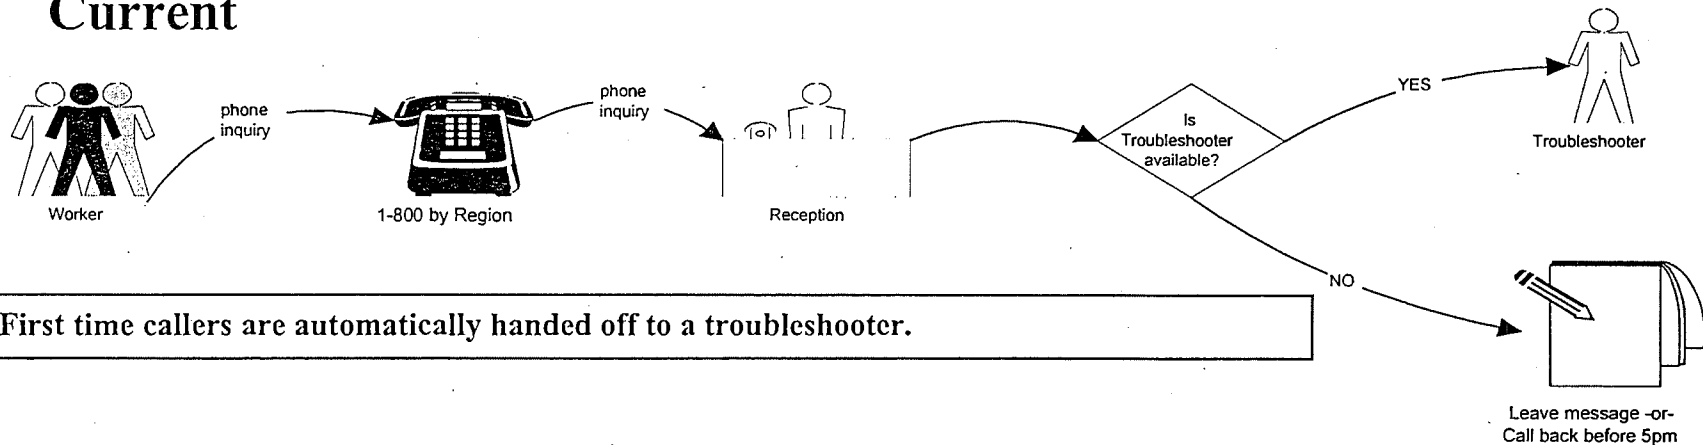 Current
phone
inquiry
phone
inquiry
Is
Troubleshooter
available?
YES
Troubleshooter
Worker
1-800 by Region
Reception
NO
First time callers are automatically handed off to a troubleshooter.
Leave message -or-
Call back before 5pm